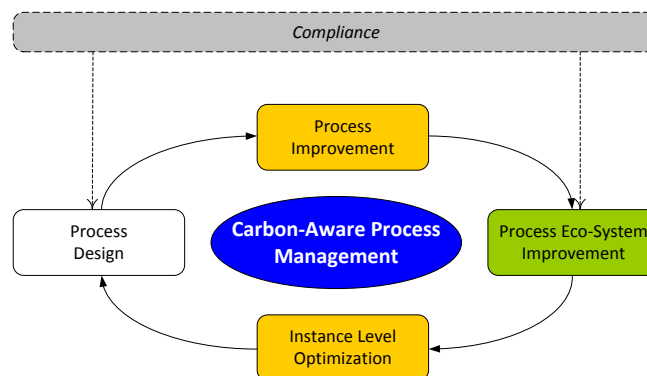 Compliance
Process
Improvement
Process
Design
Carbon-Aware Process
Management
Process Eco-System
Improvement
Instance Level
Optimization